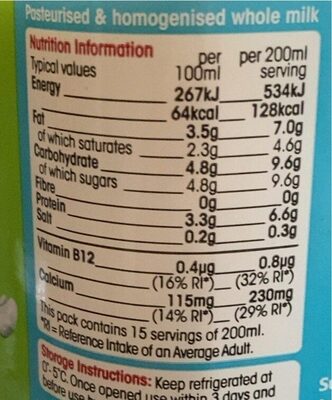 Pasteurised & homogenised whole milk
Nutrition Information
Typical values per 100ml per 200ml serving
Energy 267kJ 534kJ
64kcal 128kcal
Fat 3.5g 7.0g
of which saturates 2.3g 4.6g
Carbohydrate 4.8g 9.6g
of which sugars 4.8g 9.6g
Fibre 0g 0g
Protein 3.3g 6.6g
Salt 0.2g 0.3g
Vitamin B12 0.4µg 0.8µg
(16% RI*) (32% RI*)
Calcium 115mg 230mg
(14% RI*) (29% RI*)
This pack contains 15 servings of 200ml.
*RI = Reference Intake of an Average Adult.
Storage Instructions: Keep refrigerated at
0°-5°C. Once opened use within 3 days and
before use